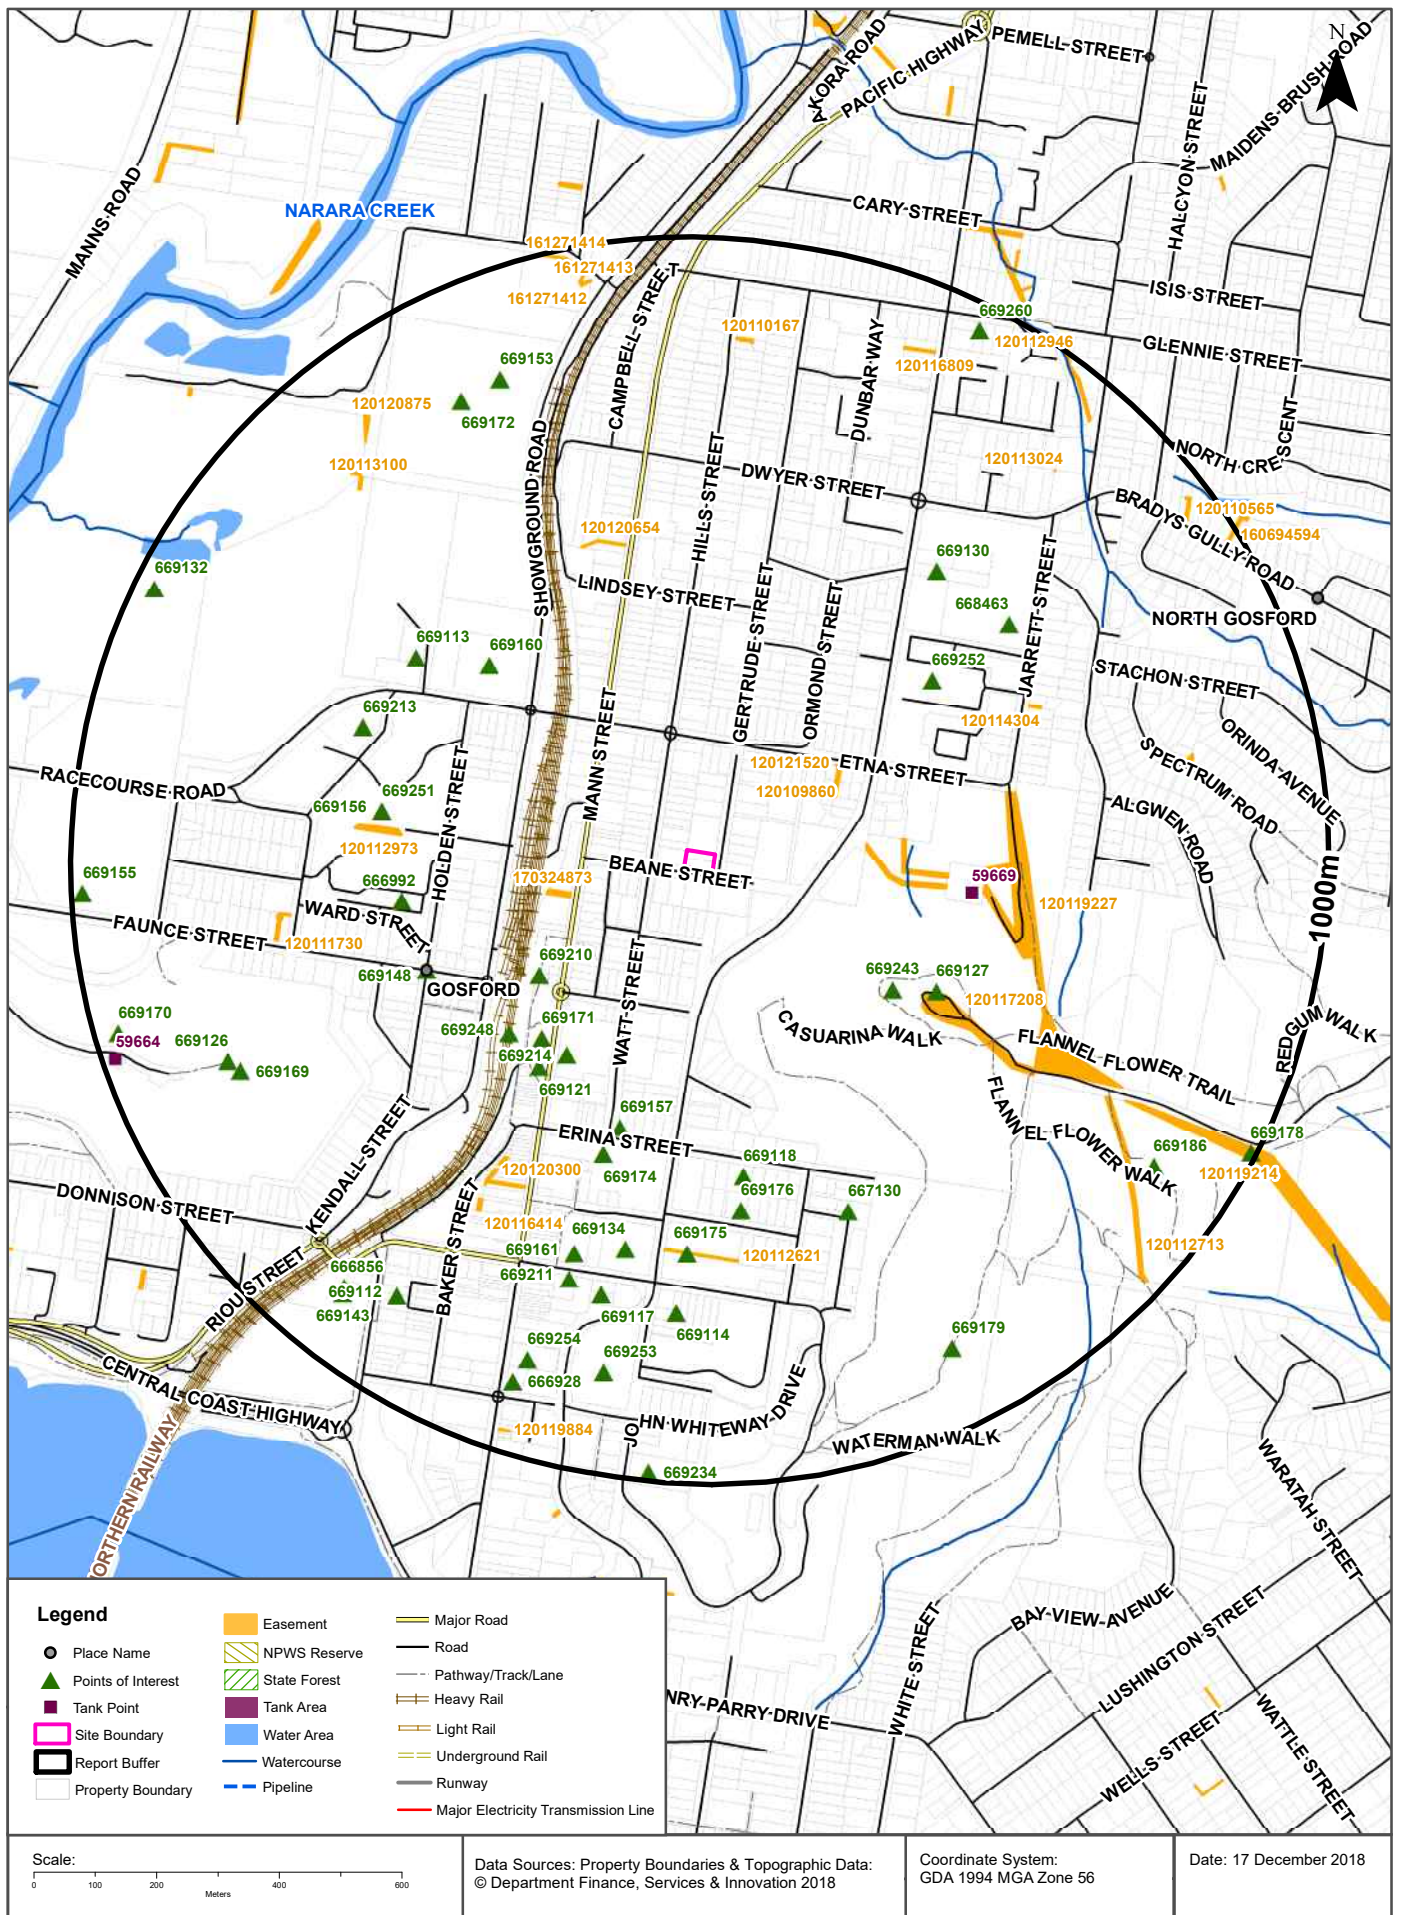 N
PEMELL STREET
AKORA ROAD
PACIFIC HIGHWAY
MAIDENS BRUSH ROAD
HALCYON STREET
MANNS ROAD
NARARA CREEK
CARY STREET
161271414
161271413
161271412
CAMPBELL STREET
ISIS STREET
669260
120110167
120112946
GLENNIE STREET
669153
DUNBAR WAY
120116809
120120875
669172
SHOWGROUND ROAD
NORTH CRESCENT
120113100
HILLS STREET
DWYER STREET
120113024
BRADYS GULLY ROAD
120110565
160694594
120120654
669132
669130
LINDSEY STREET
668463
JARRETT STREET
NORTH GOSFORD
669113
669160
GERTRUDE STREET
ORMOND STREET
669252
STACHON STREET
669213
120114304
ORINDA AVENUE
RACECOURSE ROAD
HOLDEN STREET
MANN STREET
120121520
ETNA STREET
SPECTRUM ROAD
669251
669156
120109860
ALGWEN ROAD
120112973
BEANE STREET
669155
666992
170324873
59669
120119227
1000m
WARD STREET
FAUNCE STREET
120111730
669148
669210
WATT STREET
GOSFORD
669243
669127
120117208
669170
59664
669126
669248
669171
669214
CASUARINA WALK
FLANNEL FLOWER TRAIL
REDGUM WALK
669169
669121
KENDALL STREET
669157
ERINA STREET
FLANNEL FLOWER WALK
669178
669186
120120300
669174
669118
120119214
DONNISON STREET
669176
667130
BAKER STREET
120116414
669134
669175
120112621
120112713
669161
RIOU STREET
666856
669211
669112
669143
669117
669114
669179
669254
669253
666928
CENTRAL COAST HIGHWAY
JOHN WHITEWAY DRIVE
120119884
WATERMAN WALK
669234
WARATAH STREET
ORTHERN RAILWAY
BAY VIEW AVENUE
LUSHINGTON STREET
WHITE STREET
NRY PARRY DRIVE
WELLS STREET
WATTLE STREET
Legend
Place Name
Points of Interest
Tank Point
Site Boundary
Report Buffer
Property Boundary
Easement
NPWS Reserve
State Forest
Tank Area
Water Area
Watercourse
Pipeline
Major Road
Road
Pathway/Track/Lane
Heavy Rail
Light Rail
Underground Rail
Runway
Major Electricity Transmission Line
Scale:
0 100 200 400 600
Meters
Data Sources: Property Boundaries & Topographic Data:
© Department Finance, Services & Innovation 2018
Coordinate System:
GDA 1994 MGA Zone 56
Date: 17 December 2018